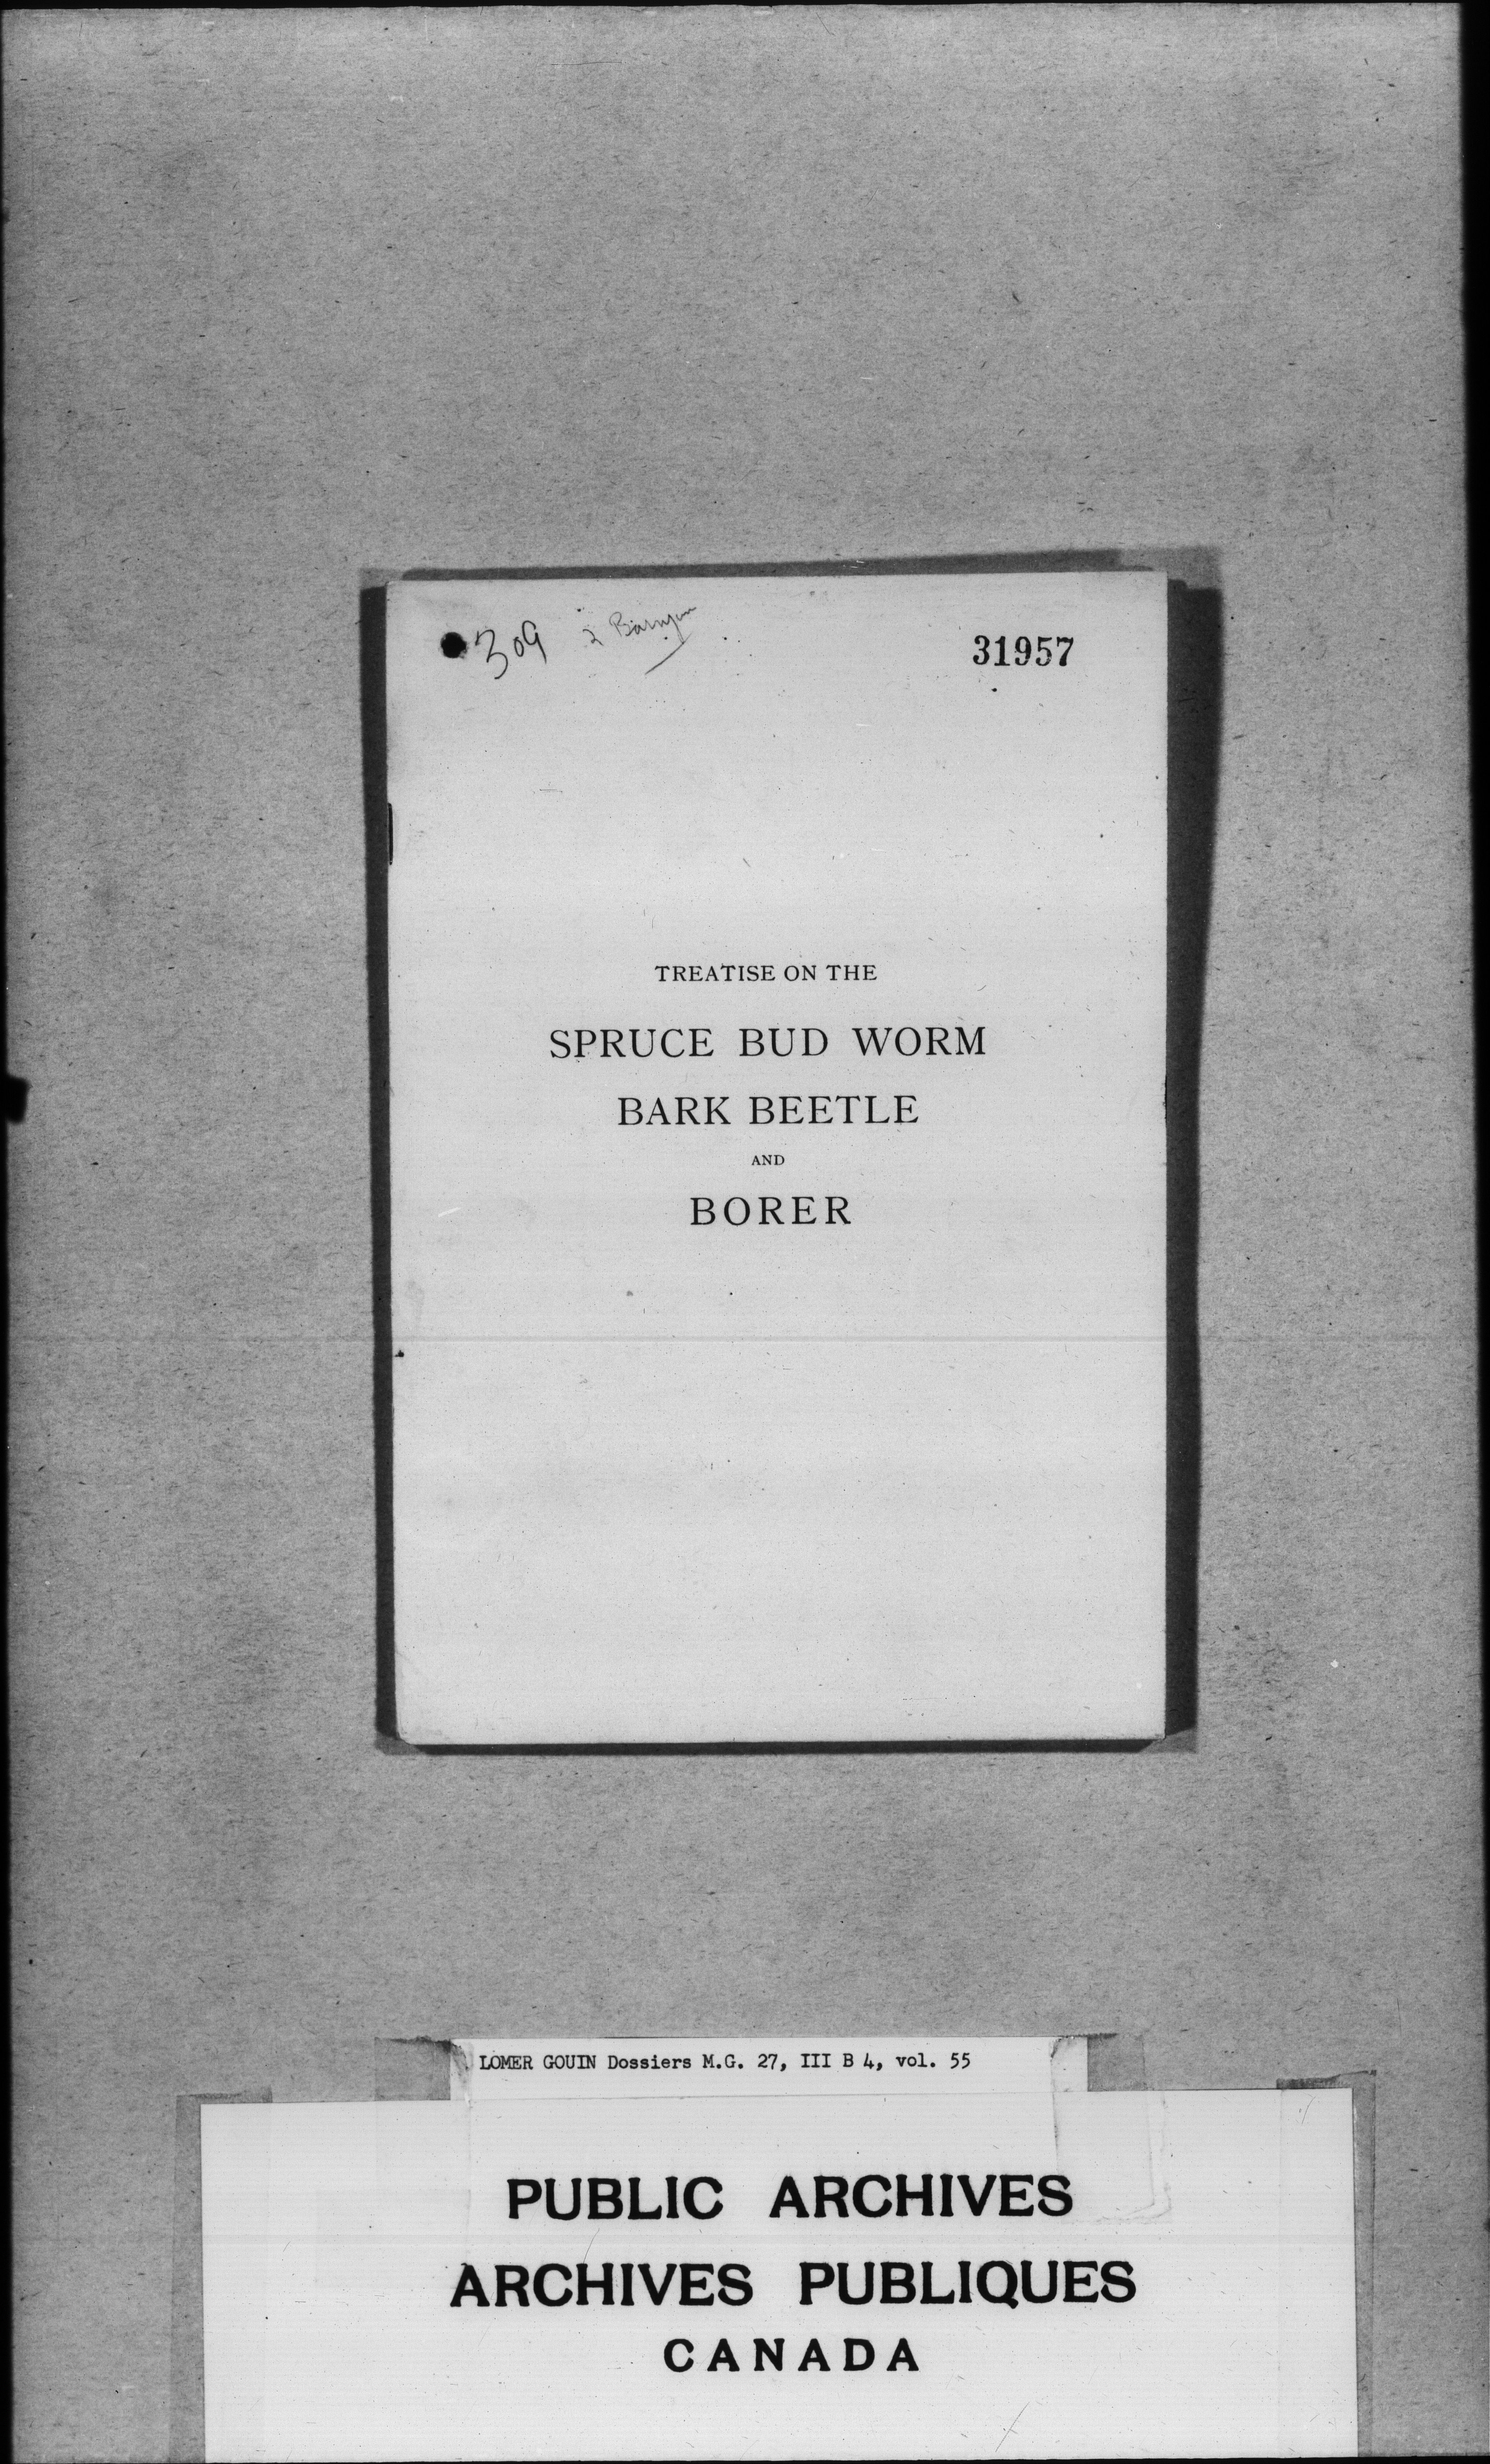 309
31957
TREATISE ON THE
SPRUCE BUD WORM
BARK BEETLE
AND
BORER
LOMER GOUIN Dossiers M.G. 27, III B 4, vol. 55
PUBLIC ARCHIVES
ARCHIVES PUBLIQUES
CANADA